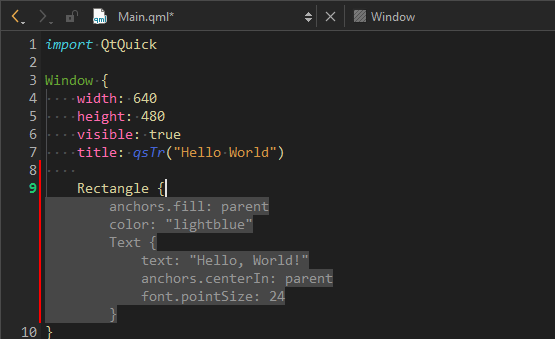 Main.qml*
Window
1 import QtQuick
2
3 Window {
4     width: 640
5     height: 480
6     visible: true
7     title: qsTr("Hello World")
8
9     Rectangle {
        anchors.fill: parent
        color: "lightblue"
        Text {
            text: "Hello, World!"
            anchors.centerIn: parent
            font.pointSize: 24
        }
10 }